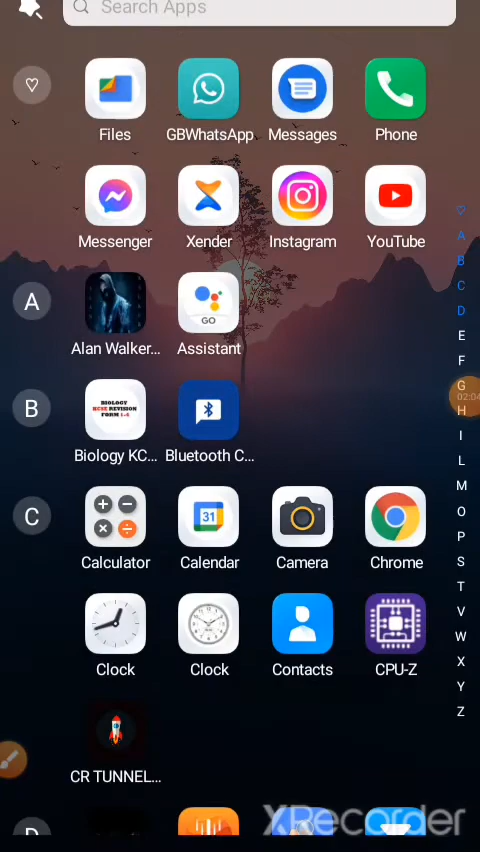 Search Apps
Files
GBWhatsApp
Messages
Phone
Messenger
Xender
Instagram
YouTube
A
Alan Walker...
Assistant
GO
B
BIOLOGY
KCSE REVISION
FORM 1-4
Biology KC...
Bluetooth C...
C
31
Calculator
Calendar
Camera
Chrome
Clock
Clock
Contacts
CPU-Z
CR TUNNEL...
D
A
B
C
D
E
F
G
H
I
L
M
O
P
S
T
V
W
X
Y
Z
02:04
XRecorder